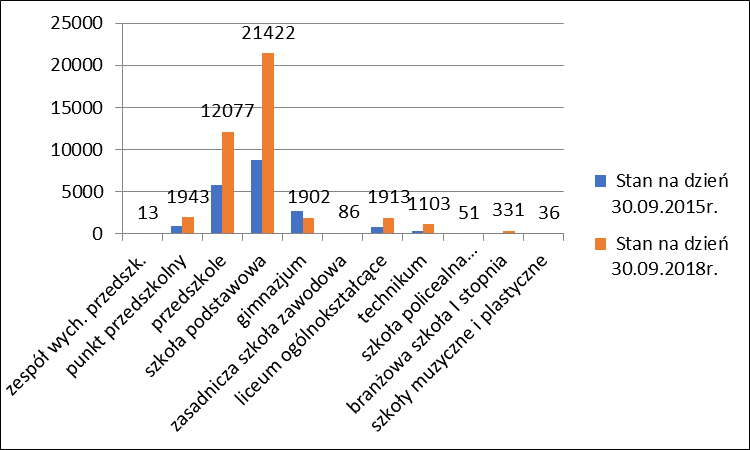 25000
20000
15000
10000
5000
0
13
1943
12077
21422
1902
86
1913
1103
51
331
36
zespół wych. przedszk.
punkt przedszkolny
przedszkole
szkoła podstawowa
gimnazjum
zasadnicza szkoła zawodowa
liceum ogólnokształcące
technikum
szkoła policealna...
branżowa szkoła I stopnia
szkoły muzyczne i plastyczne
Stan na dzień
30.09.2015r.
Stan na dzień
30.09.2018r.